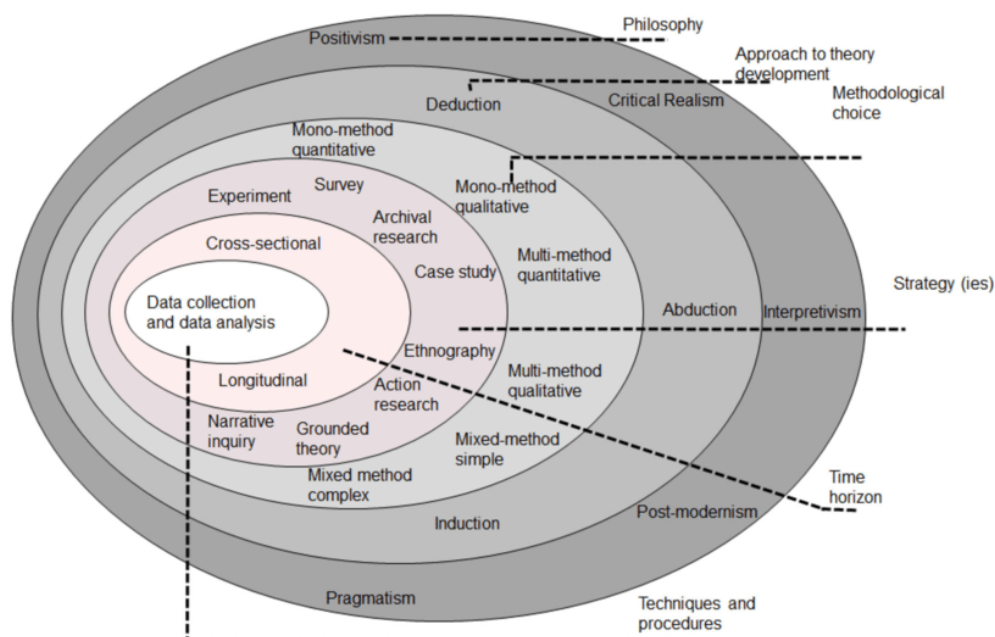 Philosophy
Positivism
Approach to theory
development
Methodological
choice
Deduction
Critical Realism
Mono-method
quantitative
Survey
Experiment
Mono-method
qualitative
Archival
research
Cross-sectional
Multi-method
quantitative
Case study
Strategy (ies)
Data collection
and data analysis
Abduction
Interpretivism
Ethnography
Multi-method
qualitative
Longitudinal
Action
research
Narrative
inquiry
Grounded
theory
Mixed-method
simple
Mixed method
complex
Time
horizon
Post-modernism
Induction
Pragmatism
Techniques and
procedures